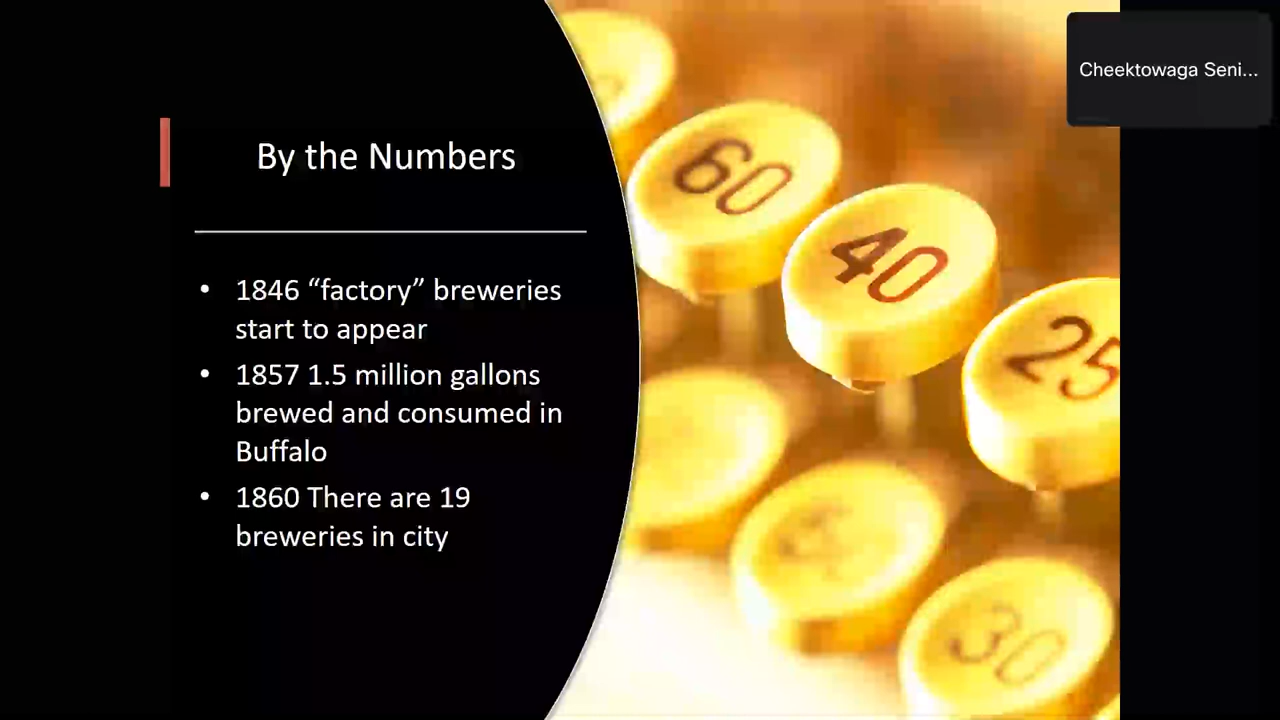 Cheektowaga Seni...
By the Numbers
• 1846 “factory” breweries
start to appear
• 1857 1.5 million gallons
brewed and consumed in
Buffalo
• 1860 There are 19
breweries in city
60
40
25
30